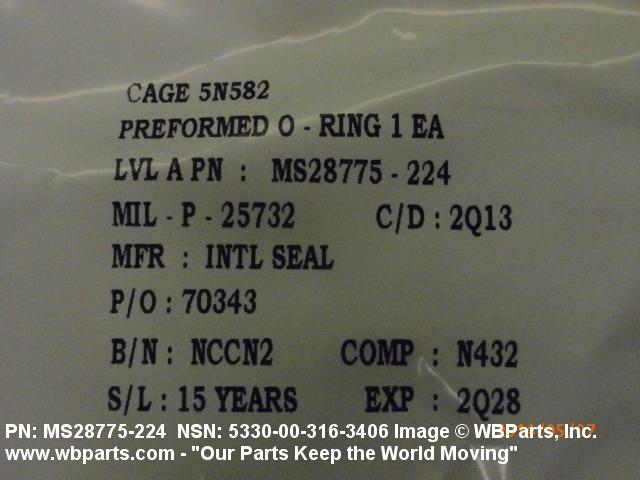 CAGE 5N582
PREFORMED O - RING 1 EA
LVL A PN : MS28775 - 224
MIL - P - 25732 C/D : 2Q13
MFR : INTL SEAL
P/O : 70343
B/N : NCCN2 COMP : N432
S/L : 15 YEARS EXP : 2Q28
PN: MS28775-224 NSN: 5330-00-316-3406 Image © WBParts, Inc.
www.wbparts.com - "Our Parts Keep the World Moving"